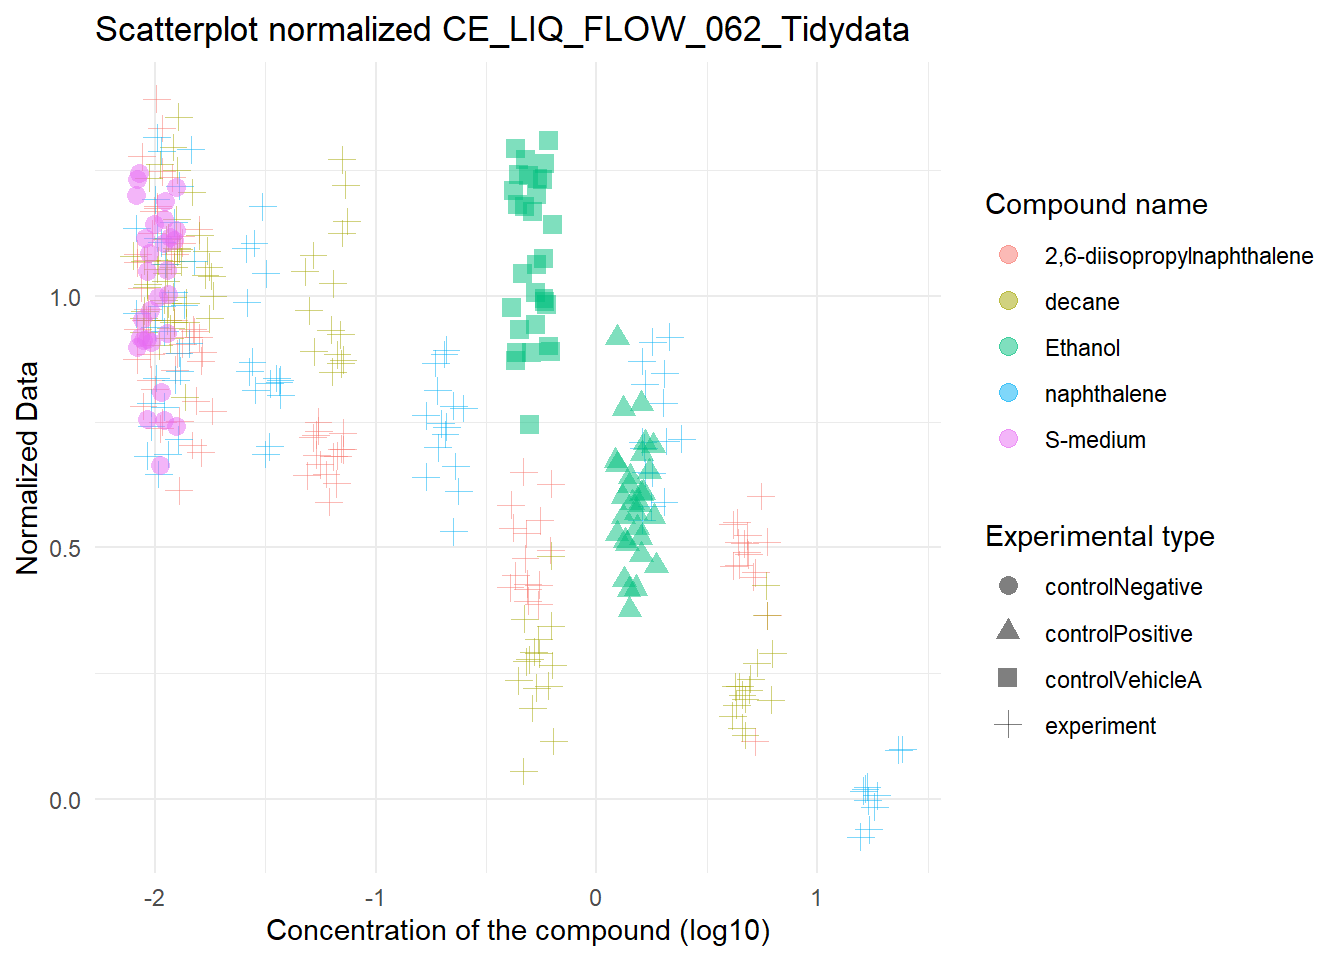 Scatterplot normalized CE_LIQ_FLOW_062_Tidydata
Normalized Data
1.0
0.5
0.0
-2
-1
0
1
Concentration of the compound (log10)
Compound name
2,6-diisopropylnaphthalene
decane
Ethanol
naphthalene
S-medium
Experimental type
controlNegative
controlPositive
controlVehicleA
experiment